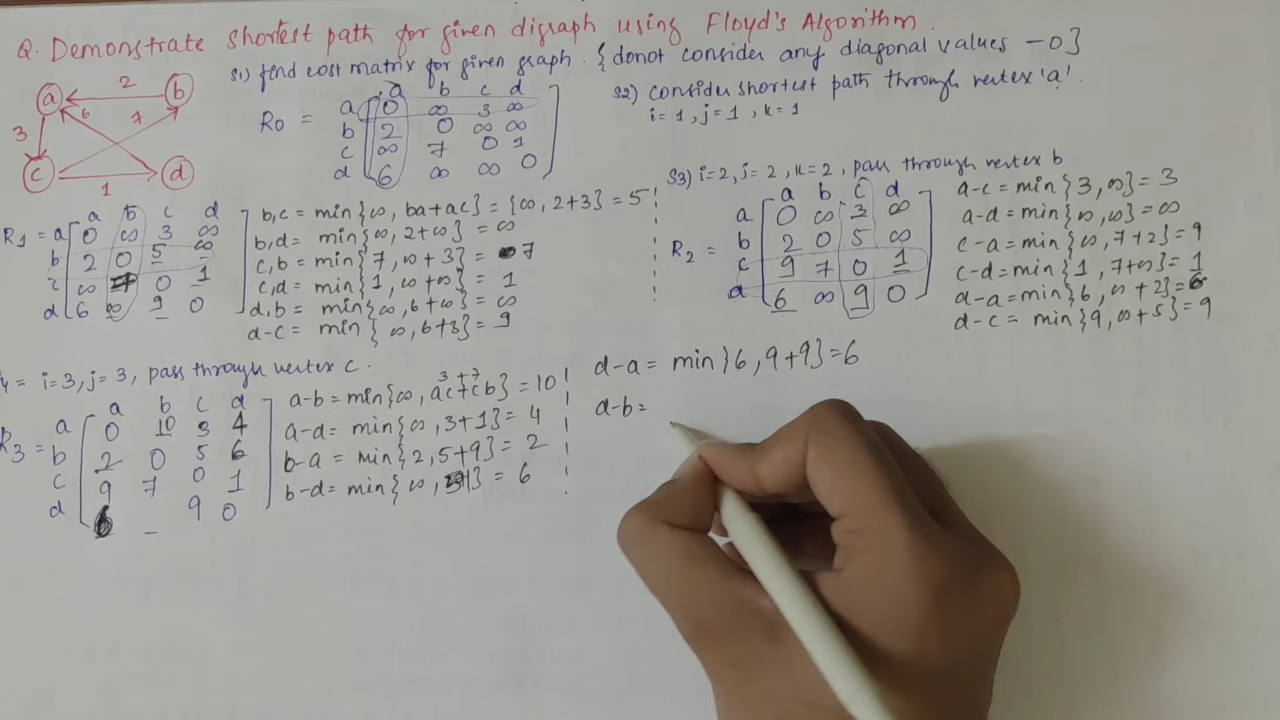 Q. Demonstrate shortest path for given digraph using Floyd's Algorithm.
S1) find cost matrix for given graph. {donot consider any diagonal values - 0}
a 2 b
3 6 7
c 1 d
a b c d
R0 =
a 0 ∞ 3 ∞
b 2 0 ∞ ∞
c ∞ 7 0 1
d 6 ∞ ∞ 0
S2) consider shortest path through vertex 'a'.
i=1, j=1, k=1
R1 =
a b c d
a 0 ∞ 3 ∞
b 2 0 5 ∞
c ∞ 7 0 1
d 6 ∞ 9 0
b,c = min{∞, ba+ac} = {∞, 2+3} = 5
b,d = min{∞, 2+∞} = ∞
c,b = min{7, ∞+3} = 7
c,d = min{1, ∞+∞} = 1
d,b = min{∞, 6+∞} = ∞
d-c = min{∞, 6+3} = 9
S3) i=2, j=2, k=2, pass through vertex b.
R2 =
a b c d
a 0 ∞ 3 ∞
b 2 0 5 ∞
c 9 7 0 1
d 6 ∞ 9 0
a-c = min{3, ∞} = 3
a-d = min{∞, ∞} = ∞
c-a = min{∞, 7+2} = 9
c-d = min{1, 7+∞} = 1
d-a = min{6, ∞+2} = 6
d-c = min{9, ∞+5} = 9
4 = i=3, j=3, pass through vertex c.
R3 =
a b c d
a 0 10 3 4
b 2 0 5 6
c 9 7 0 1
d 6 _ 9 0
3+7
a-b = min{∞, ac+cb} = 10
a-d = min{∞, 3+1} = 4
b-a = min{2, 5+9} = 2
b-d = min{∞, 5+1} = 6
d-a = min{6, 9+9} = 6
d-b =